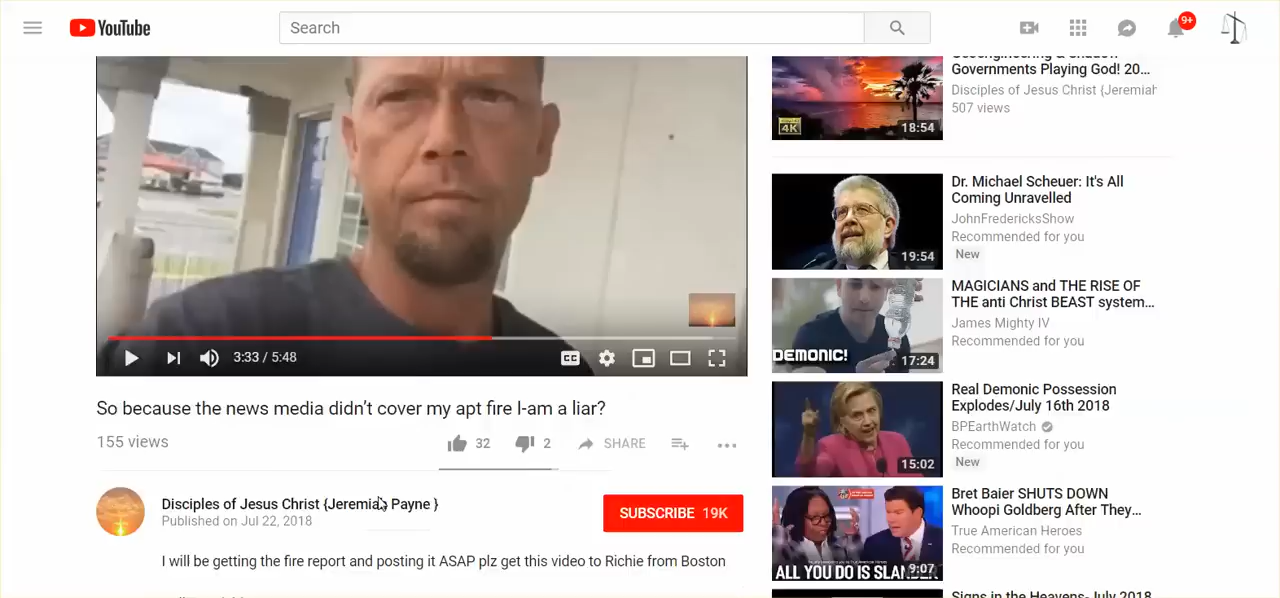 YouTube
Search
9+
3:33 / 5:48
CC
So because the news media didn't cover my apt fire I-am a liar?
155 views
32
2
SHARE
Disciples of Jesus Christ {Jeremiah Payne }
Published on Jul 22, 2018
SUBSCRIBE 19K
I will be getting the fire report and posting it ASAP plz get this video to Richie from Boston
Governments Playing God! 20...
Disciples of Jesus Christ {Jeremiah
507 views
4K
18:54
Dr. Michael Scheuer: It's All
Coming Unravelled
JohnFredericksShow
Recommended for you
New
19:54
MAGICIANS and THE RISE OF
THE anti Christ BEAST system...
James Mighty IV
Recommended for you
DEMONIC!
17:24
Real Demonic Possession
Explodes/July 16th 2018
BPEarthWatch
Recommended for you
New
15:02
Bret Baier SHUTS DOWN
Whoopi Goldberg After They...
True American Heroes
Recommended for you
ALL YOU DO IS SLANDER
9:07
Signs in the Heavens- July 2018